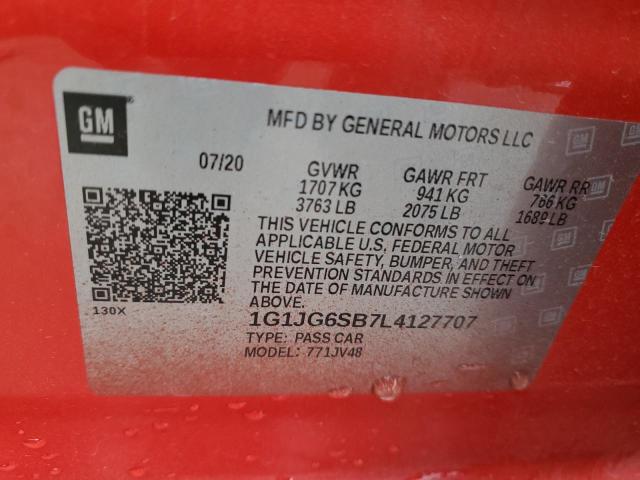 GM
MFD BY GENERAL MOTORS LLC
07/20
GVWR
1707 KG
3763 LB
GAWR FRT
941 KG
2075 LB
GAWR RR
766 KG
1689 LB
THIS VEHICLE CONFORMS TO ALL
APPLICABLE U.S. FEDERAL MOTOR
VEHICLE SAFETY, BUMPER, AND THEFT
PREVENTION STANDARDS IN EFFECT ON
THE DATE OF MANUFACTURE SHOWN
ABOVE.
130X
1G1JG6SB7L4127707
TYPE: PASS CAR
MODEL: 771JV48